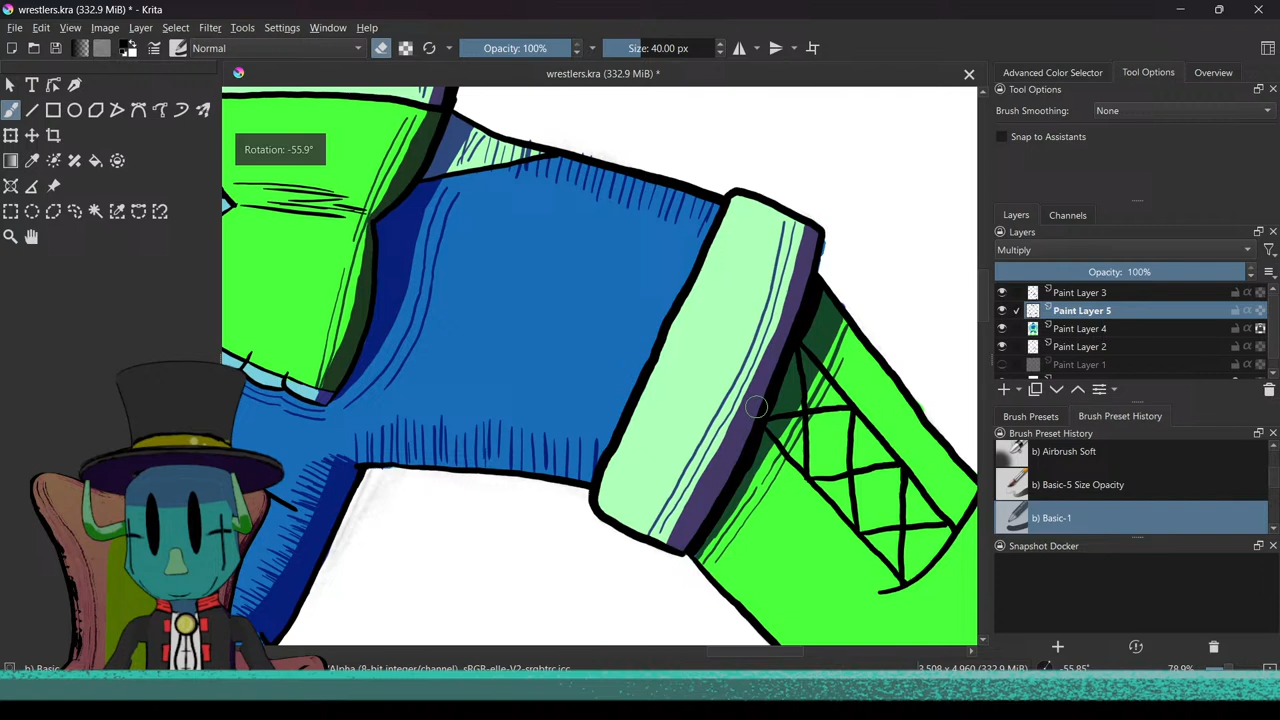 wrestlers.kra (332.9 MiB) * - Krita
File Edit View Image Layer Select Filter Tools Settings Window Help
Normal Opacity: 100% Size: 40.00 px
wrestlers.kra (332.9 MiB) *
Advanced Color Selector Tool Options Overview
Tool Options
Brush Smoothing: None
Snap to Assistants
Rotation: -55.9°
Layers Channels
Layers
Multiply
Opacity: 100%
Paint Layer 3
Paint Layer 5
Paint Layer 4
Paint Layer 2
Paint Layer 1
Brush Presets Brush Preset History
Brush Preset History
b) Airbrush Soft
b) Basic-5 Size Opacity
b) Basic-1
Snapshot Docker